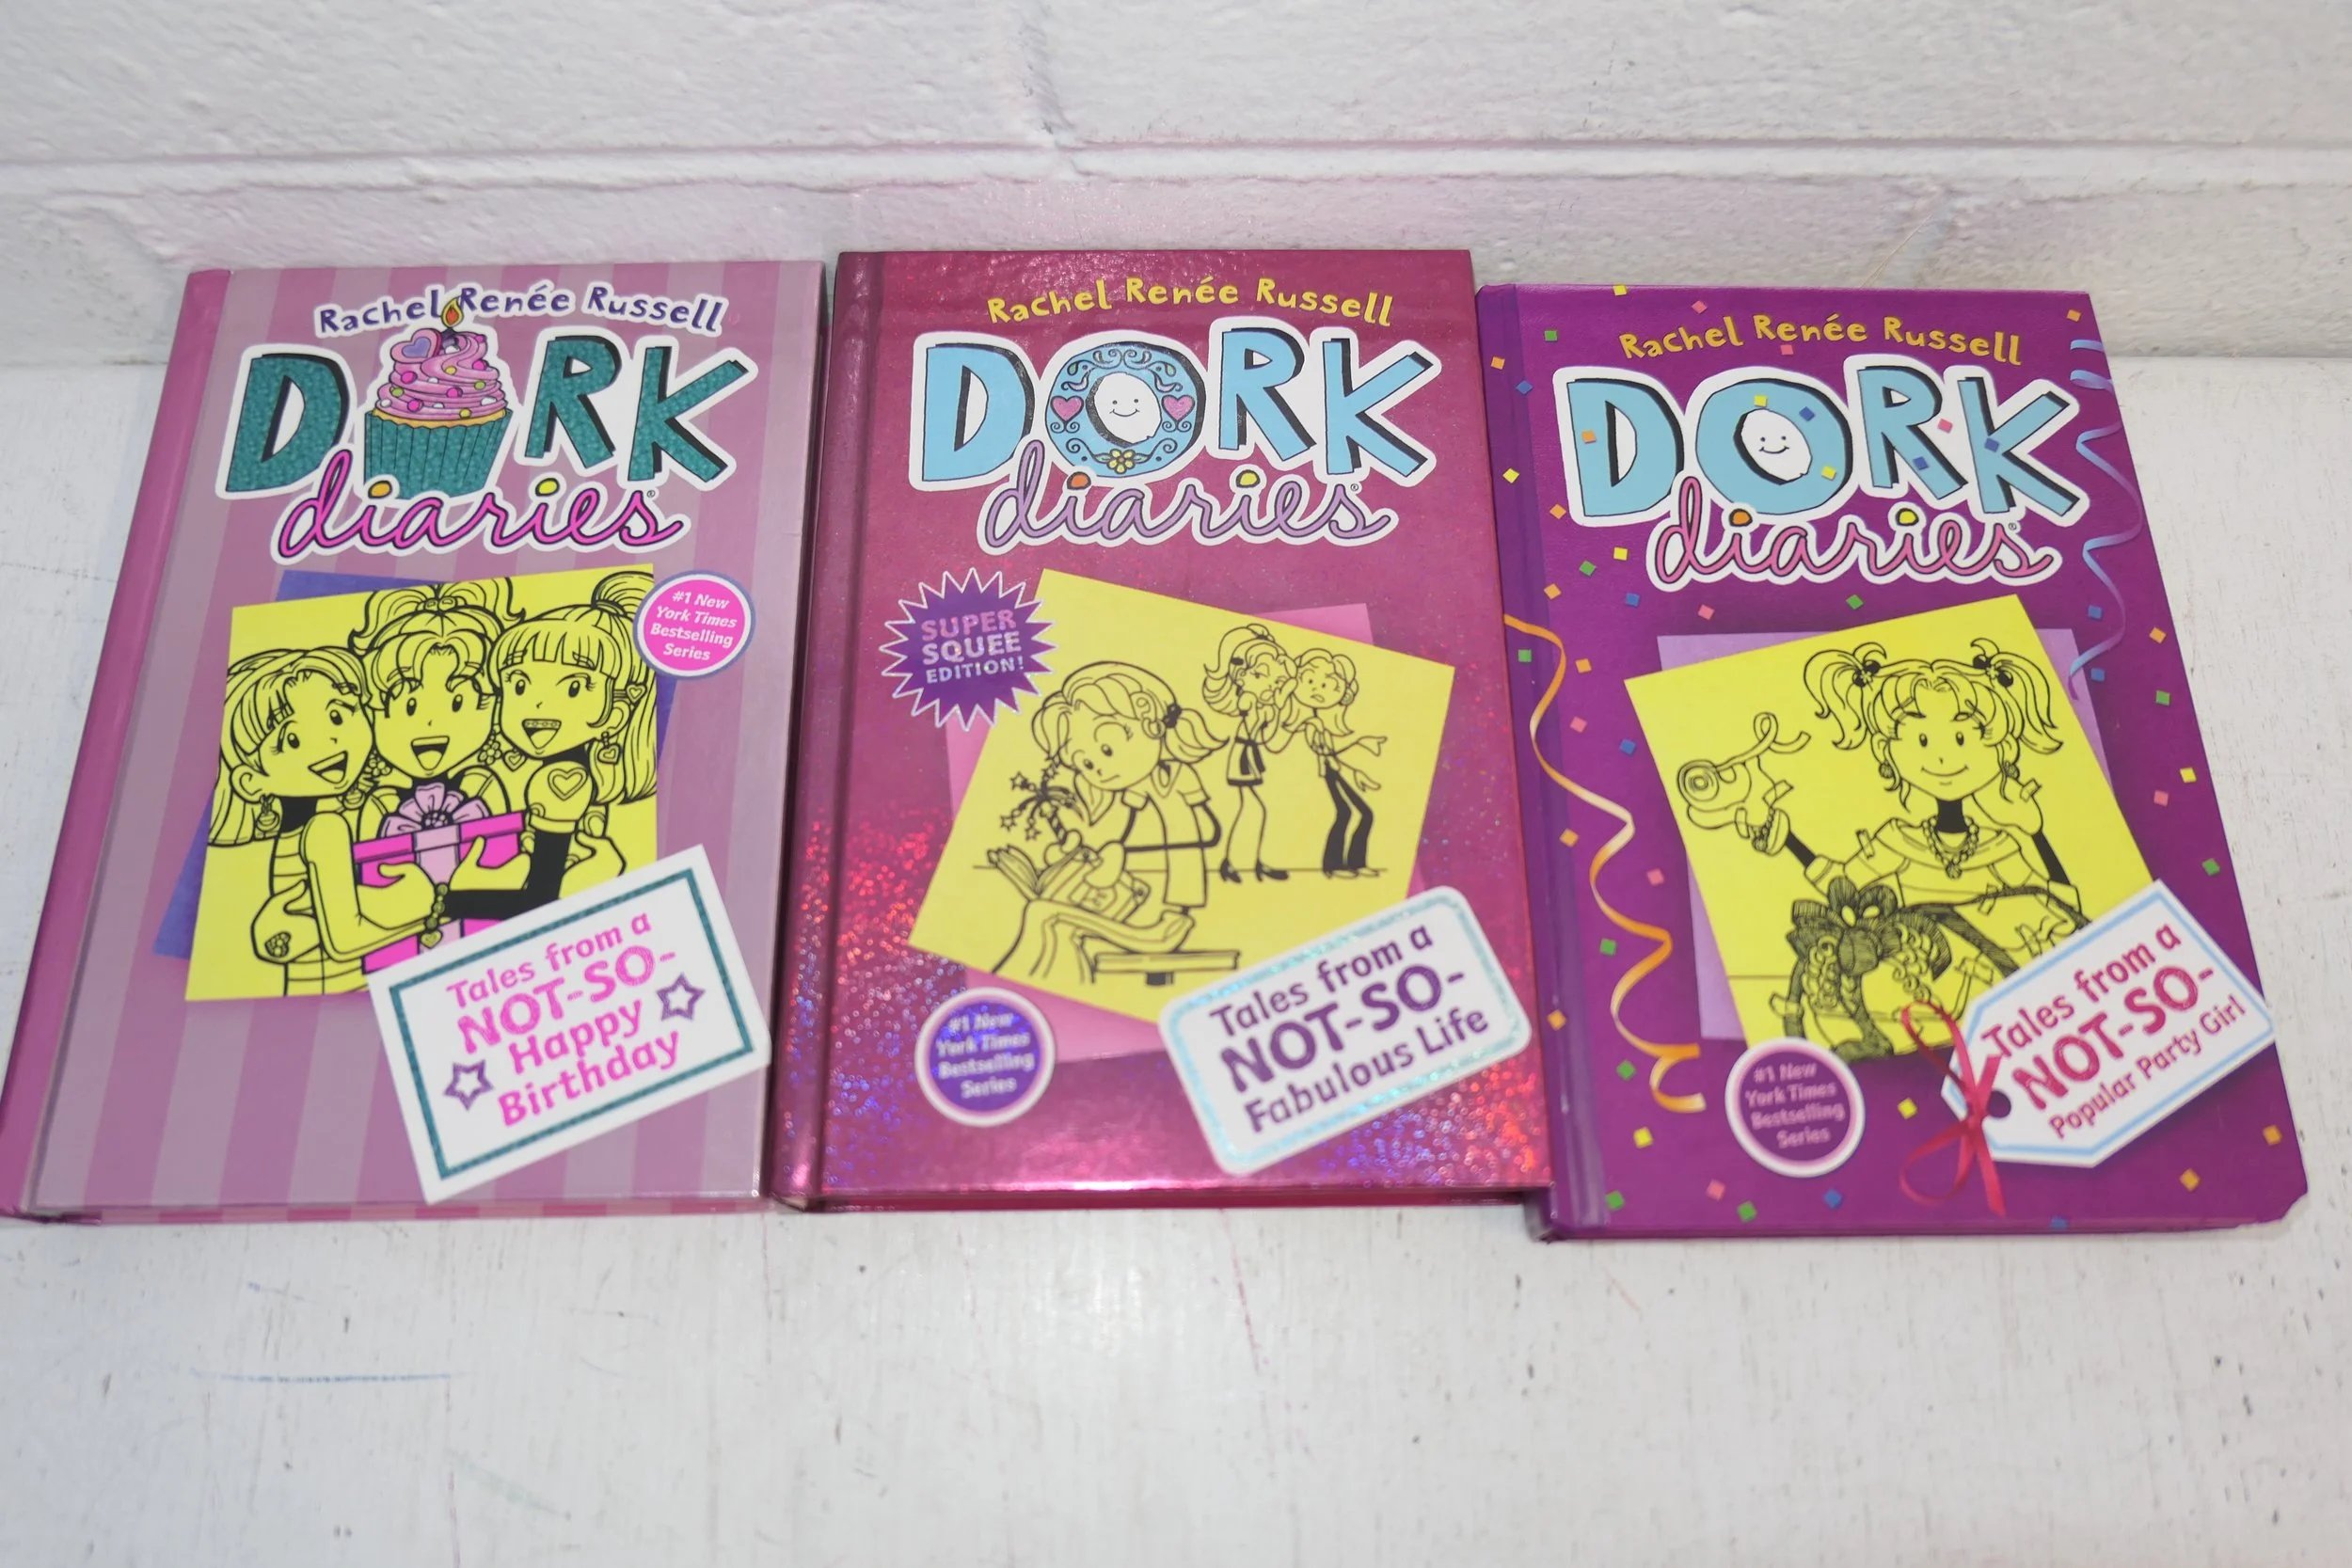 Rachel Renée Russell
DORK
diaries®
#1 New
York Times
Bestselling
Series
Tales from a
NOT-SO-
Happy
Birthday
Rachel Renée Russell
DORK
diaries®
SUPER
SQUEE
EDITION!
#1 New
York Times
Bestselling
Series
Tales from a
NOT-SO-
Fabulous Life
Rachel Renée Russell
DORK
diaries®
#1 New
York Times
Bestselling
Series
Tales from a
NOT-SO-
Popular Party Girl